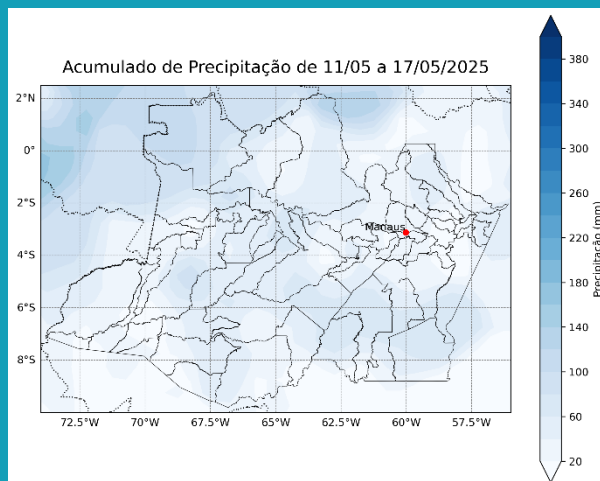 Acumulado de Precipitação de 11/05 a 17/05/2025
2°N
0°
2°S
4°S
6°S
8°S
72.5°W 70°W 67.5°W 65°W 62.5°W 60°W 57.5°W
Manaus
380
340
300
260
220
180
140
100
60
20
Precipitação (mm)